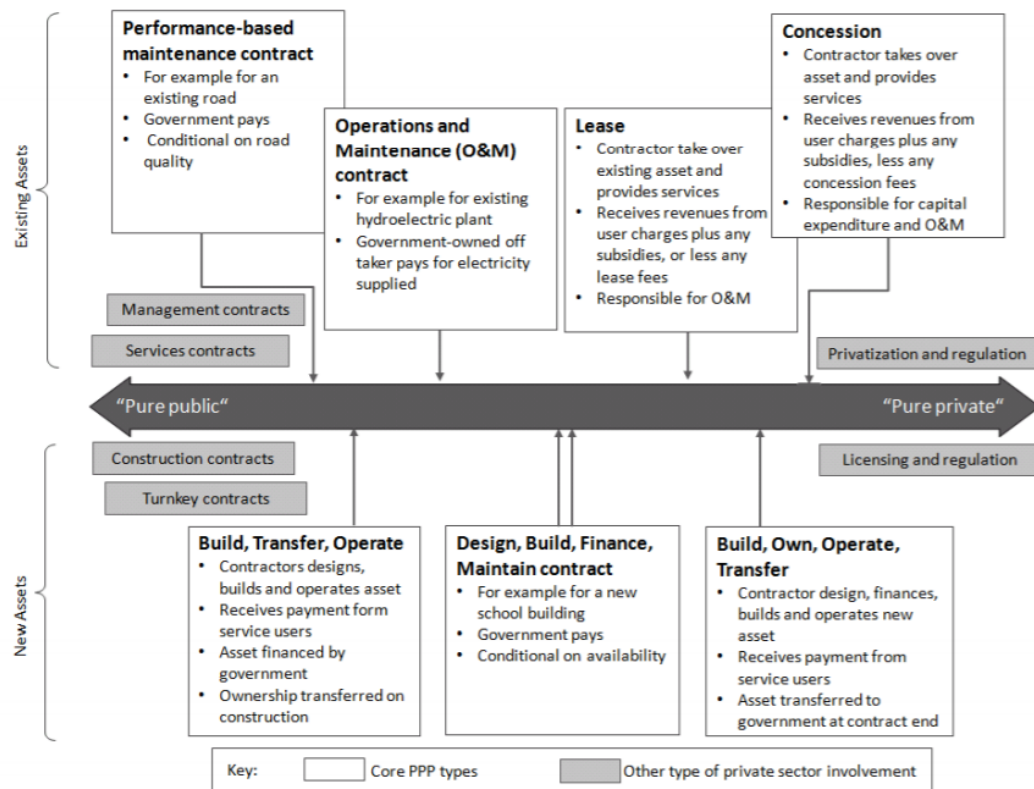 Existing Assets
Performance-based
maintenance contract
• For example for an
existing road
• Government pays
• Conditional on road
quality
Operations and
Maintenance (O&M)
contract
• For example for existing
hydroelectric plant
• Government-owned off
taker pays for electricity
supplied
Lease
• Contractor take over
existing asset and
provides services
• Receives revenues from
user charges plus any
subsidies, or less any
lease fees
• Responsible for O&M
Concession
• Contractor takes over
asset and provides
services
• Receives revenues from
user charges plus any
subsidies, less any
concession fees
• Responsible for capital
expenditure and O&M
Management contracts
Services contracts
Privatization and regulation
“Pure public“
“Pure private“
New Assets
Construction contracts
Turnkey contracts
Licensing and regulation
Build, Transfer, Operate
• Contractors designs,
builds and operates asset
• Receives payment form
service users
• Asset financed by
government
• Ownership transferred on
construction
Design, Build, Finance,
Maintain contract
• For example for a new
school building
• Government pays
• Conditional on availability
Build, Own, Operate,
Transfer
• Contractor design, finances,
builds and operates new
asset
• Receives payment from
service users
• Asset transferred to
government at contract end
Key:
Core PPP types
Other type of private sector involvement